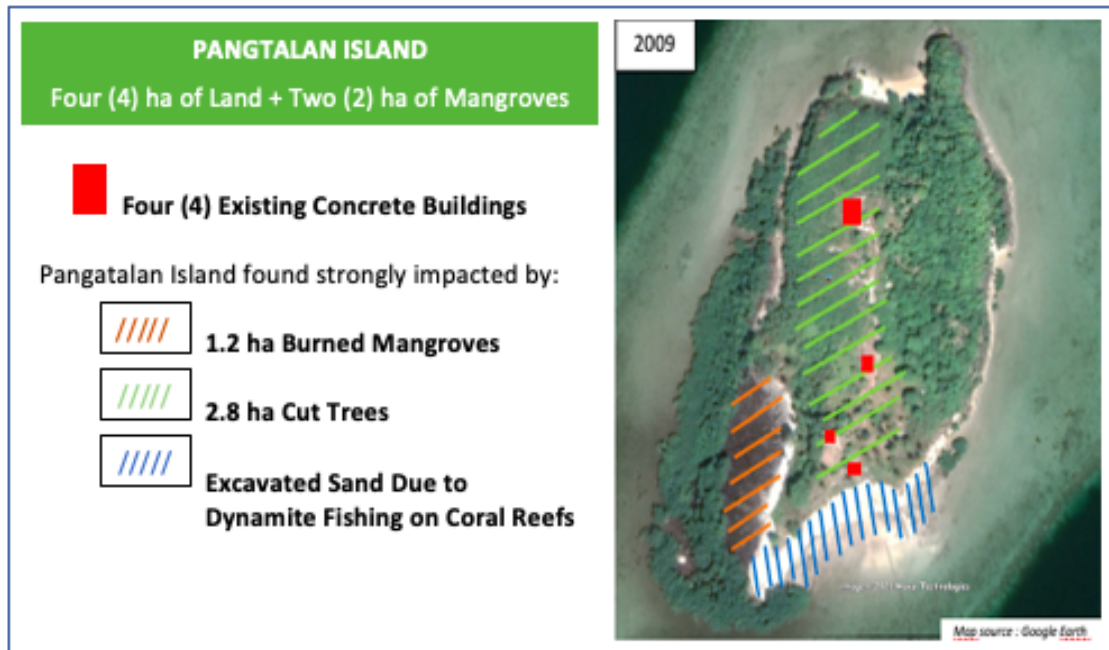 PANGTALAN ISLAND
Four (4) ha of Land + Two (2) ha of Mangroves
Four (4) Existing Concrete Buildings
Pangatalan Island found strongly impacted by:
1.2 ha Burned Mangroves
2.8 ha Cut Trees
Excavated Sand Due to
Dynamite Fishing on Coral Reefs
2009
Technologies
Map source : Google Earth